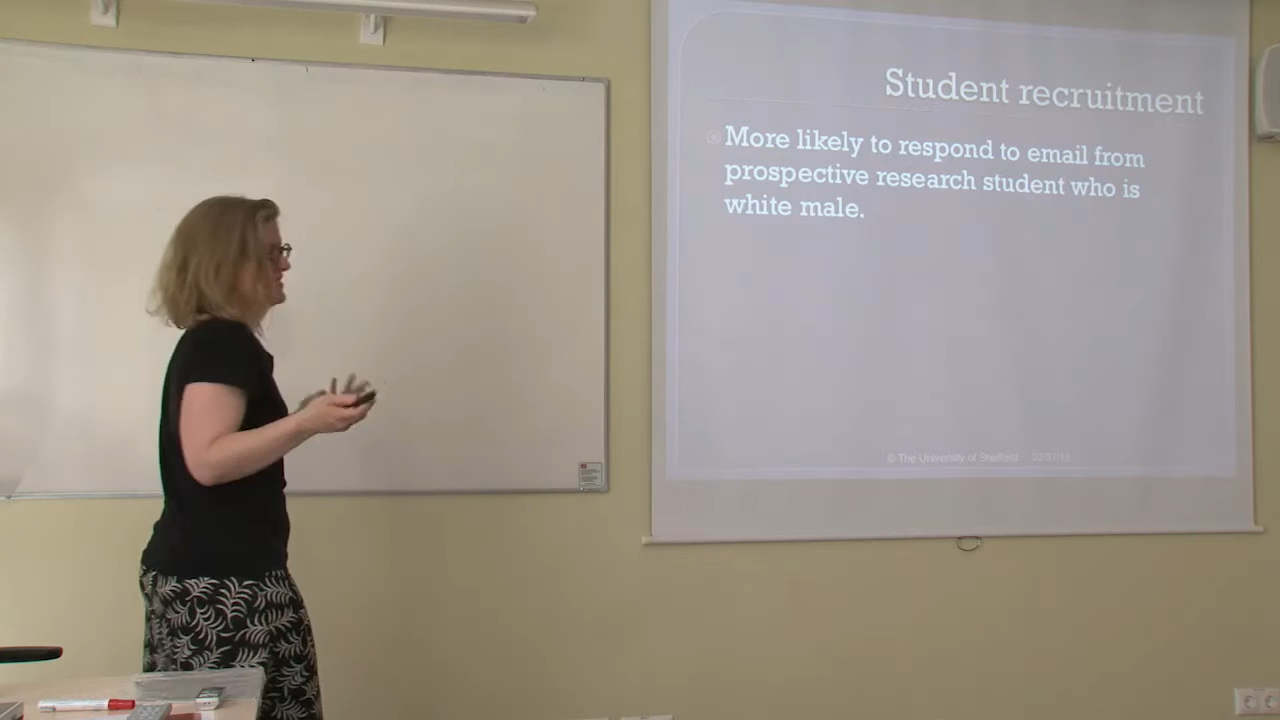 Student recruitment
More likely to respond to email from
prospective research student who is
white male.
© The University of Sheffield